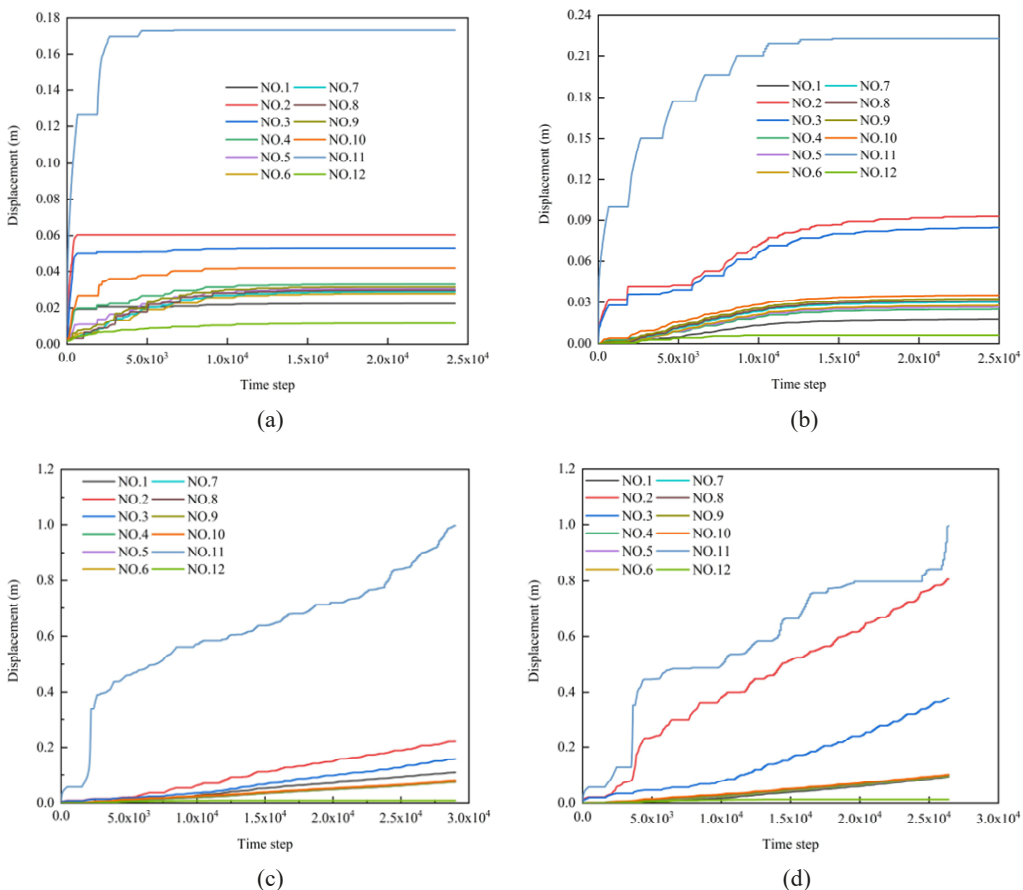 0.18
0.16
0.14
0.12
0.10
0.08
0.06
0.04
0.02
0.00
Displacement (m)
NO.1 NO.7
NO.2 NO.8
NO.3 NO.9
NO.4 NO.10
NO.5 NO.11
NO.6 NO.12
0.0 5.0x10³ 1.0x10⁴ 1.5x10⁴ 2.0x10⁴ 2.5x10⁴
Time step
(a)
0.24
0.21
0.18
0.15
0.12
0.09
0.06
0.03
0.00
Displacement (m)
NO.1 NO.7
NO.2 NO.8
NO.3 NO.9
NO.4 NO.10
NO.5 NO.11
NO.6 NO.12
0.0 5.0x10³ 1.0x10⁴ 1.5x10⁴ 2.0x10⁴ 2.5x10⁴
Time step
(b)
1.2
1.0
0.8
0.6
0.4
0.2
0.0
Displacement (m)
NO.1 NO.7
NO.2 NO.8
NO.3 NO.9
NO.4 NO.10
NO.5 NO.11
NO.6 NO.12
0.0 5.0x10³ 1.0x10⁴ 1.5x10⁴ 2.0x10⁴ 2.5x10⁴ 3.0x10⁴
Time step
(c)
1.2
1.0
0.8
0.6
0.4
0.2
0.0
Displacement (m)
NO.1 NO.7
NO.2 NO.8
NO.3 NO.9
NO.4 NO.10
NO.5 NO.11
NO.6 NO.12
0.0 5.0x10³ 1.0x10⁴ 1.5x10⁴ 2.0x10⁴ 2.5x10⁴ 3.0x10⁴
Time step
(d)